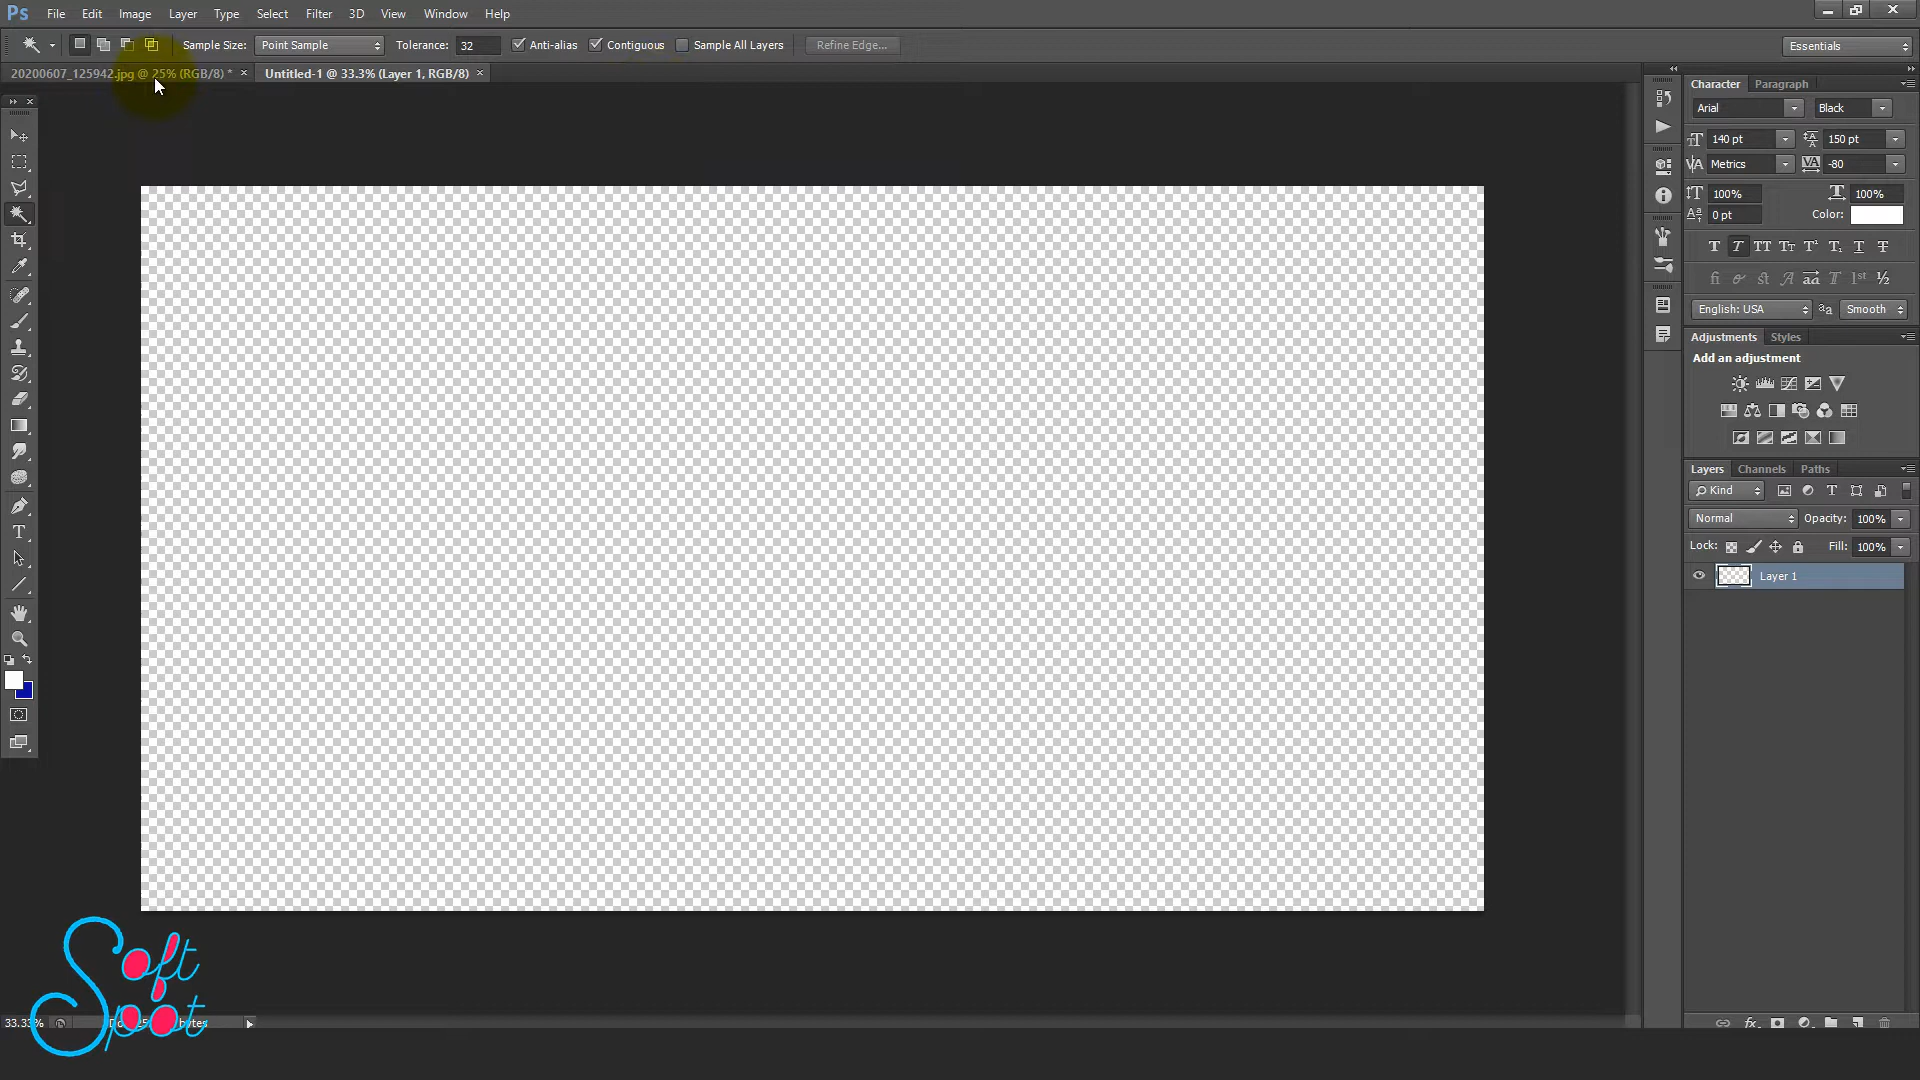 Ps File Edit Image Layer Type Select Filter 3D View Window Help
Sample Size: Point Sample Tolerance: 32 Anti-alias Contiguous Sample All Layers Refine Edge... Essentials
20200607_125942.jpg @ 25% (RGB/8) * × Untitled-1 @ 33.3% (Layer 1, RGB/8) ×
Character Paragraph
Arial Black
140 pt 150 pt
Metrics -80
100% 100%
0 pt Color:
English: USA Smooth
Adjustments Styles
Add an adjustment
Layers Channels Paths
Kind
Normal Opacity: 100%
Lock: Fill: 100%
Layer 1
Soft
Spot
33.33%